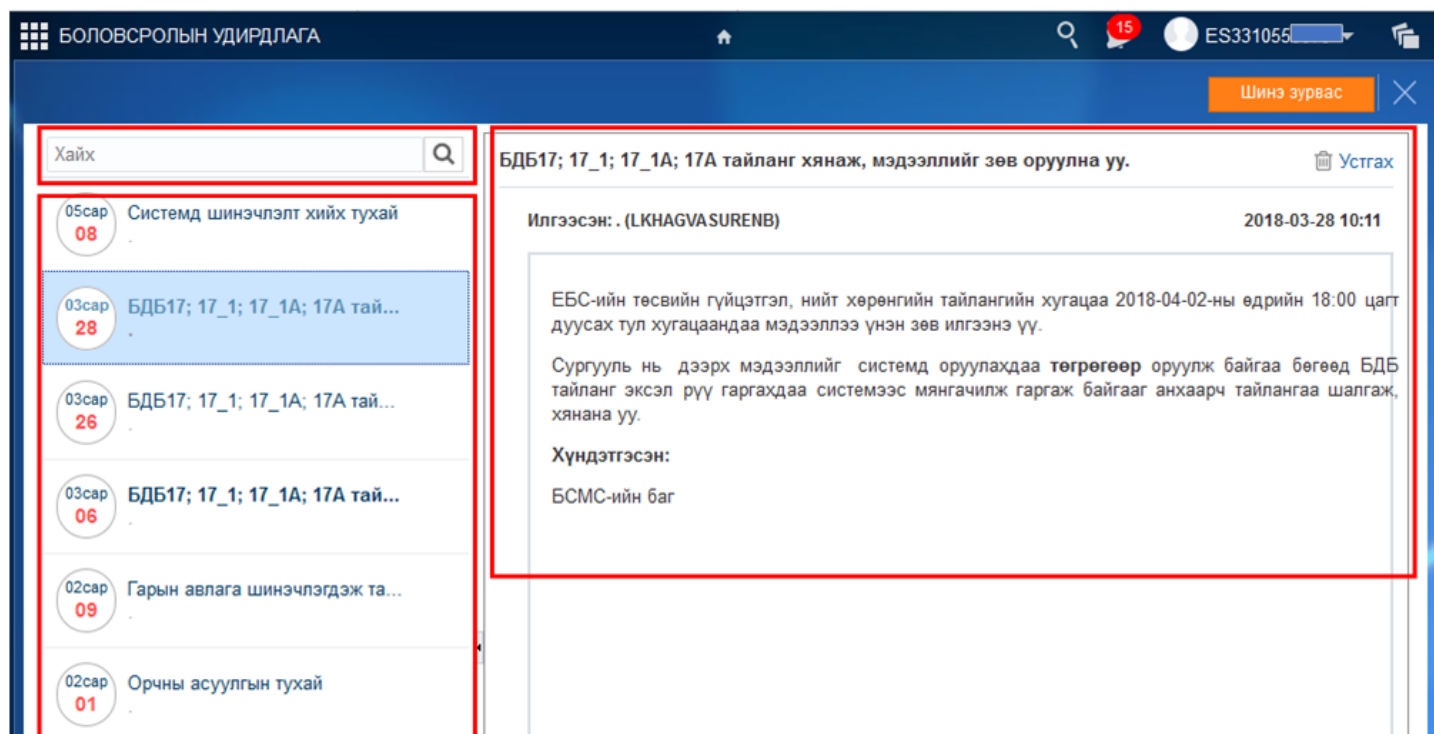 БОЛОВСРОЛЫН УДИРДЛАГА
15
ES331055
Шинэ зурвас
Хайх
05сар
08
Системд шинэчлэлт хийх тухай
.
03сар
28
БДБ17; 17_1; 17_1А; 17А тай...
.
03сар
26
БДБ17; 17_1; 17_1А; 17А тай...
.
03сар
06
БДБ17; 17_1; 17_1А; 17А тай...
.
02сар
09
Гарын авлага шинэчлэгдэж та...
.
02сар
01
Орчны асуулгын тухай
.
БДБ17; 17_1; 17_1А; 17А тайланг хянаж, мэдээллийг зөв оруулна уу.
Устгах
Илгээсэн: . (LKHAGVASURENB)
2018-03-28 10:11
ЕБС-ийн төсвийн гүйцэтгэл, нийт хөрөнгийн тайлангийн хугацаа 2018-04-02-ны өдрийн 18:00 цагт
дуусах тул хугацаандаа мэдээллээ үнэн зөв илгээнэ үү.
Сургууль нь дээрх мэдээллийг системд оруулахдаа төгрөгөөр оруулж байгаа бөгөөд БДБ
тайланг эксэл рүү гаргахдаа системээс мянгачилж гаргаж байгааг анхаарч тайлангаа шалгаж,
хянана уу.
Хүндэтгэсэн:
БСМС-ийн баг